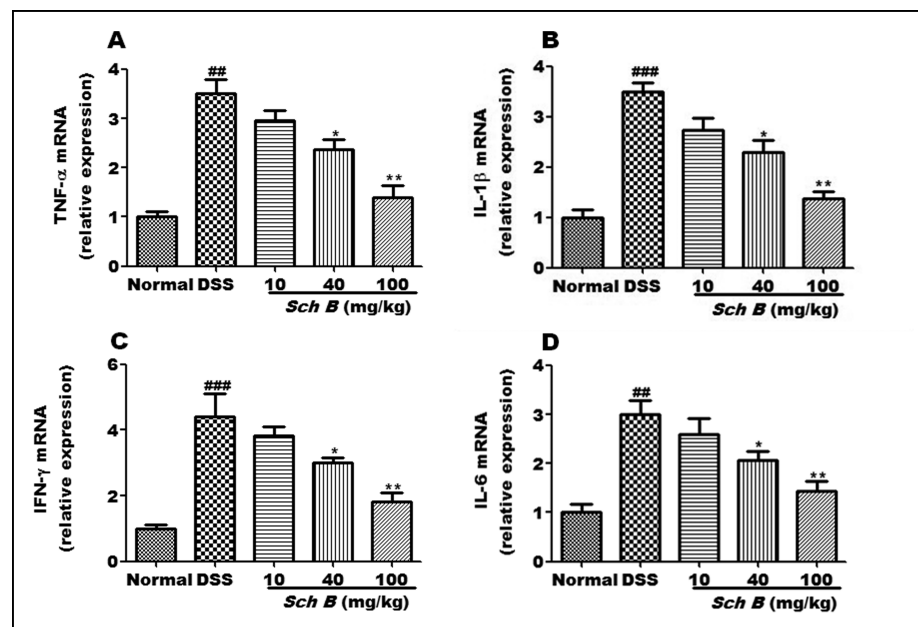 A
TNF-α mRNA
(relative expression)
4
3
2
1
0
##
*
**
Normal DSS 10 40 100
Sch B (mg/kg)
B
IL-1β mRNA
(relative expression)
5
4
3
2
1
0
###
*
**
Normal DSS 10 40 100
Sch B (mg/kg)
C
IFN-γ mRNA
(relative expression)
6
4
2
0
###
*
**
Normal DSS 10 40 100
Sch B (mg/kg)
D
IL-6 mRNA
(relative expression)
4
3
2
1
0
##
*
**
Normal DSS 10 40 100
Sch B (mg/kg)